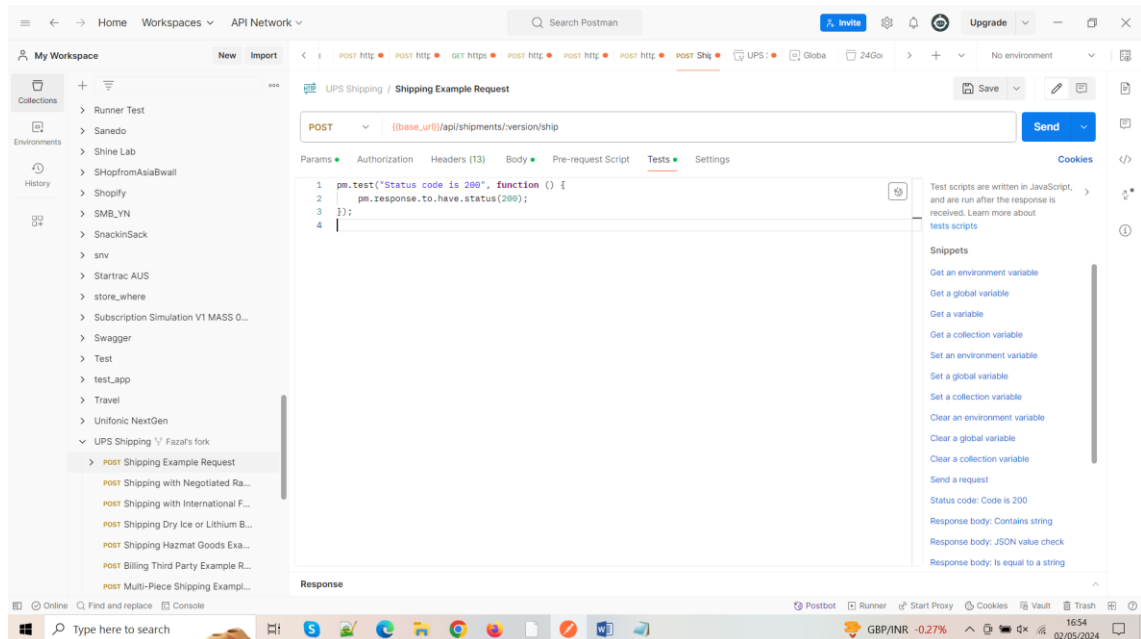 Home Workspaces API Network Search Postman Invite Upgrade
My Workspace New Import POST http POST http GET https POST http POST http POST http POST Ship UPS : Globa 24Goi No environment
Collections
Environments
History
Runner Test
Sanedo
Shine Lab
SHopfromAsiaBwall
Shopify
SMB_YN
SnackinSack
snv
Startrac AUS
store_where
Subscription Simulation V1 MASS 0...
Swagger
Test
test_app
Travel
Unifonic NextGen
UPS Shipping Fazal's fork
POST Shipping Example Request
POST Shipping with Negotiated Ra...
POST Shipping with International F...
POST Shipping Dry Ice or Lithium B...
POST Shipping Hazmat Goods Exa...
POST Billing Third Party Example R...
POST Multi-Piece Shipping Exampl...
HTTP UPS Shipping / Shipping Example Request Save
POST {{base_url}}/api/shipments/:version/ship Send
Params Authorization Headers (13) Body Pre-request Script Tests Settings Cookies
1 pm.test("Status code is 200", function () {
2 pm.response.to.have.status(200);
3 });
4
Test scripts are written in JavaScript,
and are run after the response is
received. Learn more about
tests scripts
Snippets
Get an environment variable
Get a global variable
Get a variable
Get a collection variable
Set an environment variable
Set a global variable
Set a collection variable
Clear an environment variable
Clear a global variable
Clear a collection variable
Send a request
Status code: Code is 200
Response body: Contains string
Response body: JSON value check
Response body: Is equal to a string
Response
Online Find and replace Console Postbot Runner Start Proxy Cookies Vault Trash
Type here to search GBP/INR -0.27% 16:54
02/05/2024